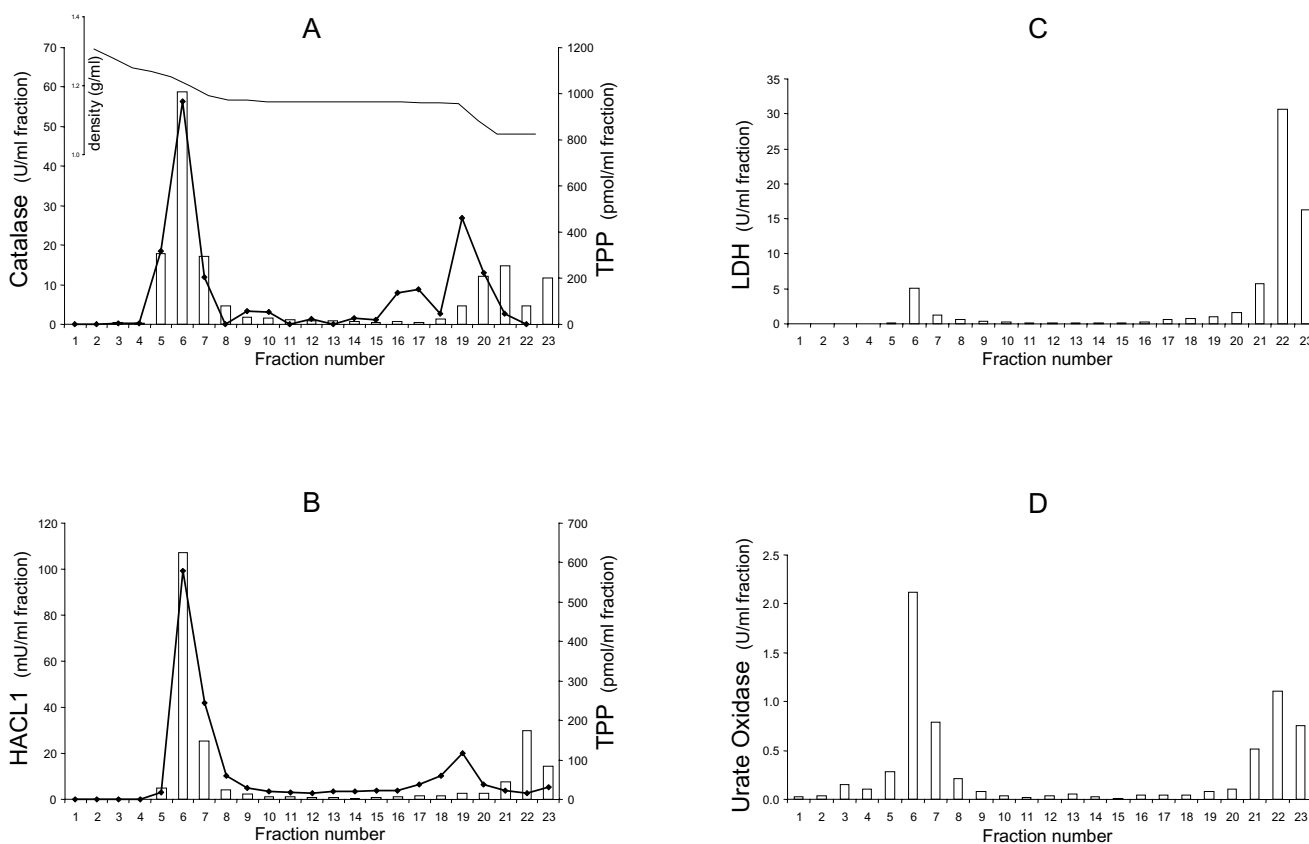 A
1.4
1.2
1.0
density (g/ml)
70
60
50
40
30
20
10
0
Catalase (U/ml fraction)
1200
1000
800
600
400
200
0
TPP (pmol/ml fraction)
1 2 3 4 5 6 7 8 9 10 11 12 13 14 15 16 17 18 19 20 21 22 23
Fraction number
C
35
30
25
20
15
10
5
0
LDH (U/ml fraction)
1 2 3 4 5 6 7 8 9 10 11 12 13 14 15 16 17 18 19 20 21 22 23
Fraction number
B
120
100
80
60
40
20
0
HACL1 (mU/ml fraction)
700
600
500
400
300
200
100
0
TPP (pmol/ml fraction)
1 2 3 4 5 6 7 8 9 10 11 12 13 14 15 16 17 18 19 20 21 22 23
Fraction number
D
2.5
2.0
1.5
1.0
0.5
0.0
Urate Oxidase (U/ml fraction)
1 2 3 4 5 6 7 8 9 10 11 12 13 14 15 16 17 18 19 20 21 22 23
Fraction number